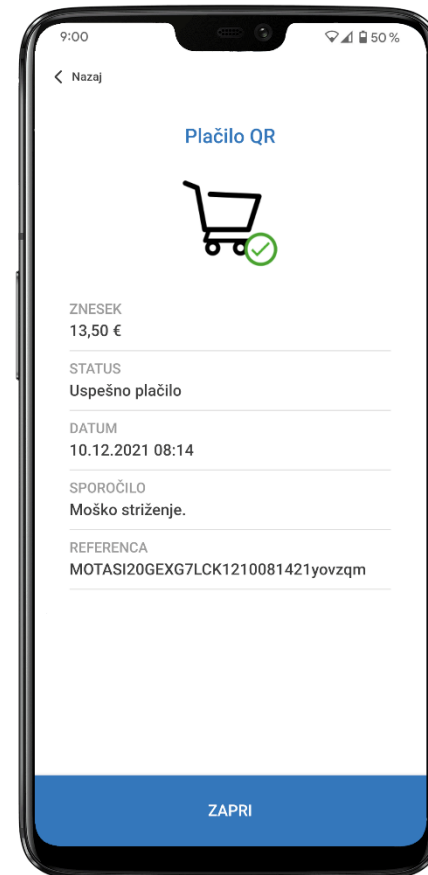 9:00
50 %
Nazaj
Plačilo QR
ZNESEK
13,50 €
STATUS
Uspešno plačilo
DATUM
10.12.2021 08:14
SPOROČILO
Moško striženje.
REFERENCA
MOTASI20GEXG7LCK1210081421yovzqm
ZAPRI